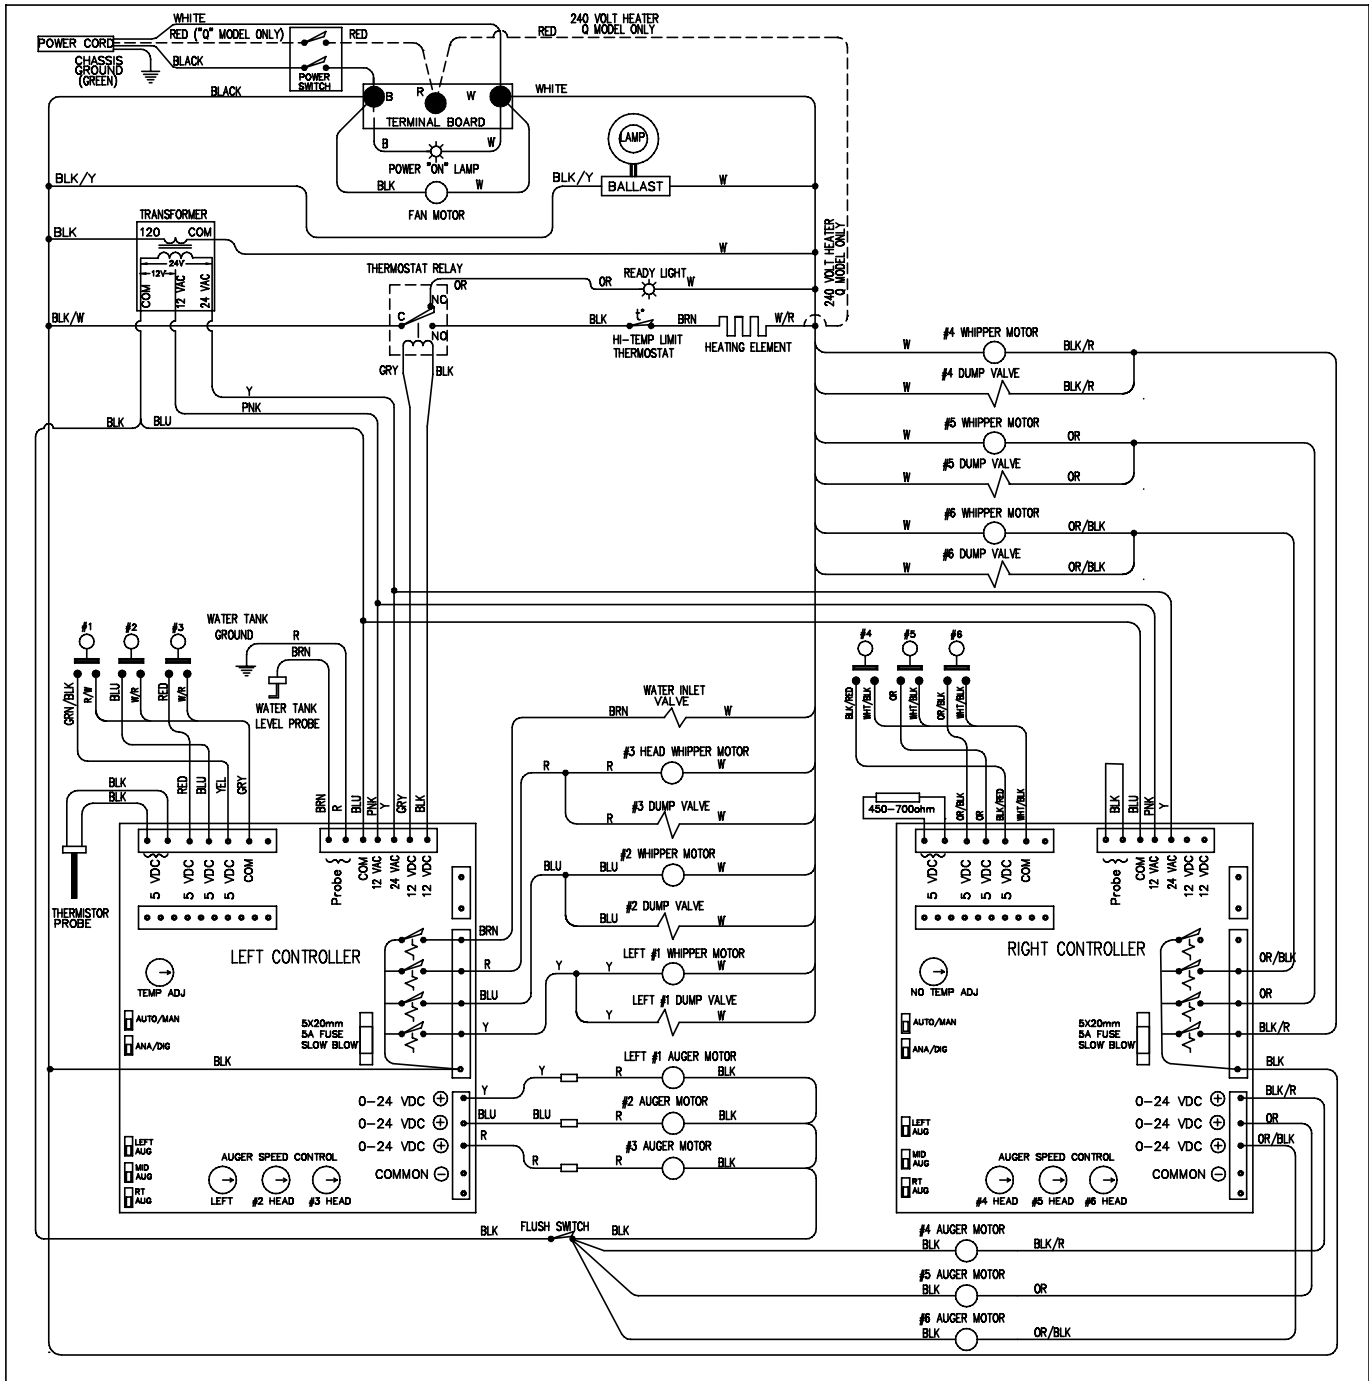 WHITE
RED ("Q" MODEL ONLY)
RED
POWER CORD
CHASSIS
GROUND
(GREEN)
BLACK
POWER
SWITCH
240 VOLT HEATER
Q MODEL ONLY
RED
BLACK
B
R
W
WHITE
TERMINAL BOARD
B
W
POWER "ON" LAMP
BLK
W
FAN MOTOR
LAMP
BALLAST
BLK/Y
BLK/Y
W
TRANSFORMER
120
COM
BLK
W
24V
12V
COM
12 VAC
24 VAC
240 VOLT HEATER
Q MODEL ONLY
THERMOSTAT RELAY
OR
NC
C
NO
OR
READY LIGHT
W
BLK/W
BLK
t°
BRN
W/R
HI-TEMP LIMIT
THERMOSTAT
HEATING ELEMENT
GRY
BLK
Y
PNK
BLK
BLU
W
#4 WHIPPER MOTOR
BLK/R
W
#4 DUMP VALVE
BLK/R
W
#5 WHIPPER MOTOR
OR
W
#5 DUMP VALVE
OR
W
#6 WHIPPER MOTOR
OR/BLK
W
#6 DUMP VALVE
OR/BLK
#1
#2
#3
WATER TANK
GROUND
R
BRN
WATER TANK
LEVEL PROBE
GRN/BLK
R/W
BLU
W/R
RED
W/R
#4
#5
#6
BLK/RED
WHT/BLK
OR
WHT/BLK
OR/BLK
WHT/BLK
BLK
BLK
RED
BLU
YEL
GRY
BRN
R
BLU
PNK
Y
GRY
BLK
5 VDC
5 VDC
5 VDC
5 VDC
COM
Probe
COM
12 VAC
24 VAC
12 VDC
12 VDC
THERMISTOR
PROBE
LEFT CONTROLLER
TEMP ADJ
AUTO/MAN
ANA/DIG
5X20mm
5A FUSE
SLOW BLOW
BLK
BRN
R
BLU
Y
0-24 VDC +
0-24 VDC +
0-24 VDC +
COMMON −
LEFT
AUG
MID
AUG
RT
AUG
AUGER SPEED CONTROL
LEFT
#2 HEAD
#3 HEAD
WATER INLET
VALVE
BRN
W
#3 HEAD WHIPPER MOTOR
R
R
W
#3 DUMP VALVE
R
W
#2 WHIPPER MOTOR
BLU
BLU
W
#2 DUMP VALVE
BLU
W
LEFT #1 WHIPPER MOTOR
Y
Y
W
LEFT #1 DUMP VALVE
Y
W
LEFT #1 AUGER MOTOR
Y
Y
R
BLK
#2 AUGER MOTOR
BLU
BLU
R
BLK
#3 AUGER MOTOR
R
R
R
BLK
FLUSH SWITCH
BLK
BLK
450-700ohm
OR/BLK
OR
BLK/RED
WHT/BLK
BLK
BLU
PNK
Y
5 VDC
5 VDC
5 VDC
5 VDC
COM
Probe
COM
12 VAC
24 VAC
12 VDC
12 VDC
RIGHT CONTROLLER
NO TEMP ADJ
AUTO/MAN
ANA/DIG
5X20mm
5A FUSE
SLOW BLOW
OR/BLK
OR
BLK/R
BLK
BLK/R
OR
OR/BLK
0-24 VDC +
0-24 VDC +
0-24 VDC +
COMMON −
LEFT
AUG
MID
AUG
RT
AUG
AUGER SPEED CONTROL
#4 HEAD
#5 HEAD
#6 HEAD
#4 AUGER MOTOR
BLK
BLK/R
#5 AUGER MOTOR
BLK
OR
#6 AUGER MOTOR
BLK
OR/BLK